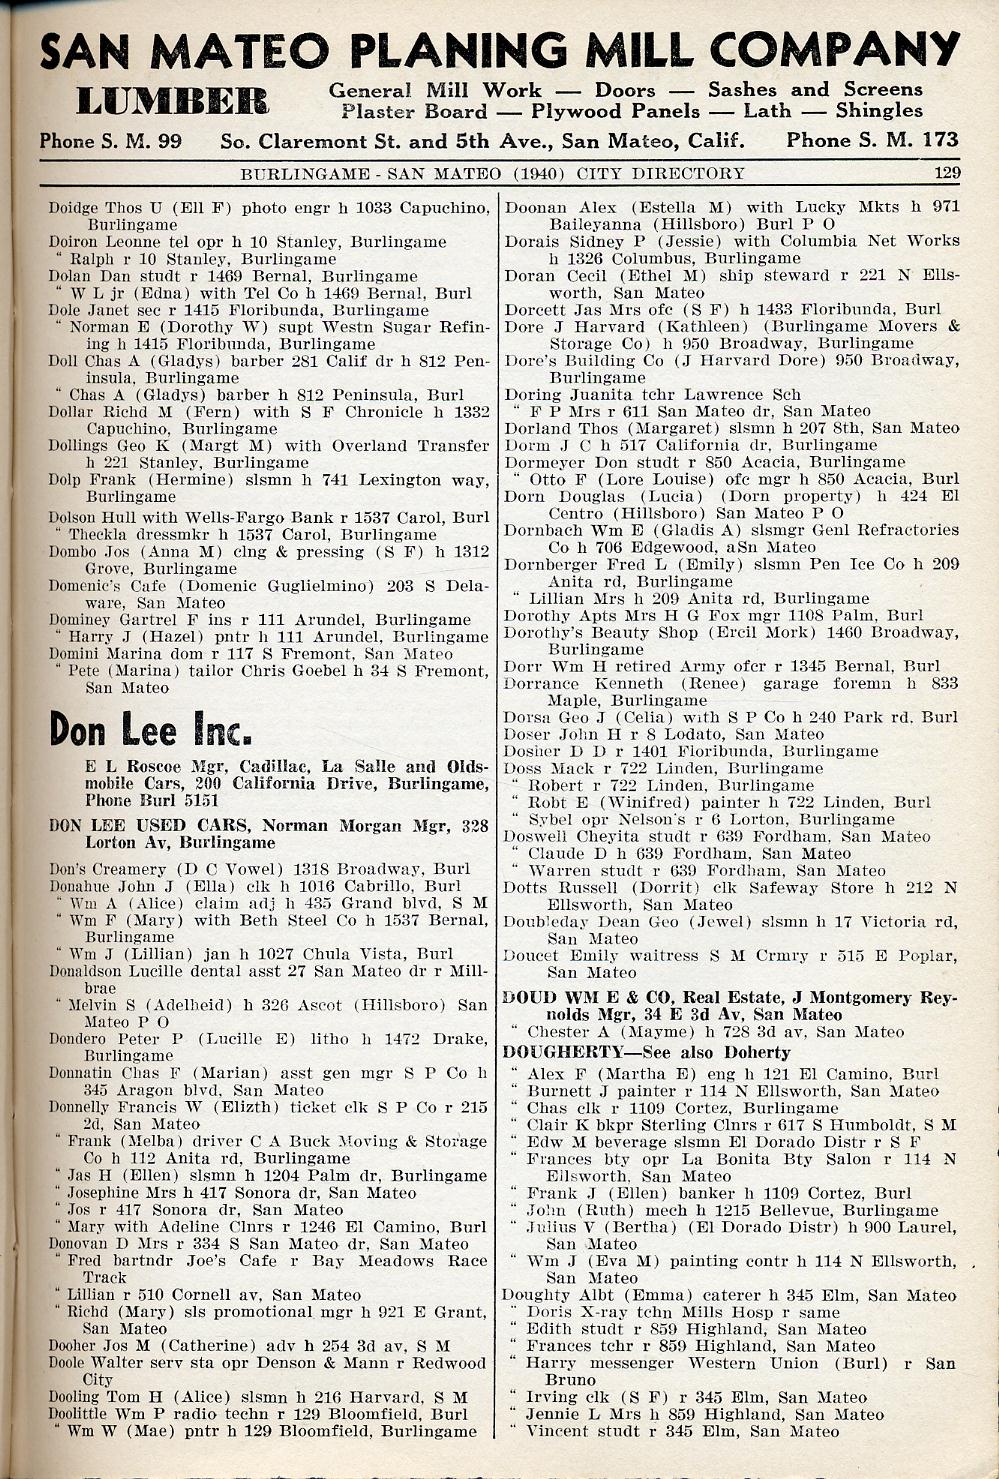 SAN MATEO PLANING MILL COMPANY
LUMBER
General Mill Work — Doors — Sashes and Screens
Plaster Board — Plywood Panels — Lath — Shingles
Phone S. M. 99 So. Claremont St. and 5th Ave., San Mateo, Calif. Phone S. M. 173
BURLINGAME - SAN MATEO (1940) CITY DIRECTORY 129
Doidge Thos U (Ell F) photo engr h 1033 Capuchino,
Burlingame
Doiron Leonne tel opr h 10 Stanley, Burlingame
" Ralph r 10 Stanley, Burlingame
Dolan Dan studt r 1469 Bernal, Burlingame
" W L jr (Edna) with Tel Co h 1469 Bernal, Burl
Dole Janet sec r 1415 Floribunda, Burlingame
" Norman E (Dorothy W) supt Westn Sugar Refin-
ing h 1415 Floribunda, Burlingame
Doll Chas A (Gladys) barber 281 Calif dr h 812 Pen-
insula, Burlingame
" Chas A (Gladys) barber h 812 Peninsula, Burl
Dollar Richd M (Fern) with S F Chronicle h 1332
Capuchino, Burlingame
Dollings Geo K (Margt M) with Overland Transfer
h 221 Stanley, Burlingame
Dolp Frank (Hermine) slsmn h 741 Lexington way,
Burlingame
Dolson Hull with Wells-Fargo Bank r 1537 Carol, Burl
" Theckla dressmkr h 1537 Carol, Burlingame
Dombo Jos (Anna M) clng & pressing (S F) h 1312
Grove, Burlingame
Domenic's Cafe (Domenic Guglielmino) 203 S Dela-
ware, San Mateo
Dominey Gartrel F ins r 111 Arundel, Burlingame
" Harry J (Hazel) pntr h 111 Arundel, Burlingame
Domini Marina dom r 117 S Fremont, San Mateo
" Pete (Marina) tailor Chris Goebel h 34 S Fremont,
San Mateo
Don Lee Inc.
E L Roscoe Mgr, Cadillac, La Salle and Olds-
mobile Cars, 200 California Drive, Burlingame,
Phone Burl 5151
DON LEE USED CARS, Norman Morgan Mgr, 328
Lorton Av, Burlingame
Don's Creamery (D C Vowel) 1318 Broadway, Burl
Donahue John J (Ella) clk h 1016 Cabrillo, Burl
" Wm A (Alice) claim adj h 435 Grand blvd, S M
" Wm F (Mary) with Beth Steel Co h 1537 Bernal,
Burlingame
" Wm J (Lillian) jan h 1027 Chula Vista, Burl
Donaldson Lucille dental asst 27 San Mateo dr r Mill-
brae
" Melvin S (Adelheid) h 326 Ascot (Hillsboro) San
Mateo P O
Dondero Peter P (Lucille E) litho h 1472 Drake,
Burlingame
Donnatin Chas F (Marian) asst gen mgr S P Co h
345 Aragon blvd, San Mateo
Donnelly Francis W (Elizth) ticket clk S P Co r 215
2d, San Mateo
" Frank (Melba) driver C A Buck Moving & Storage
Co h 112 Anita rd, Burlingame
" Jas H (Ellen) slsmn h 1204 Palm dr, Burlingame
" Josephine Mrs h 417 Sonora dr, San Mateo
" Jos r 417 Sonora dr, San Mateo
" Mary with Adeline Clnrs r 1246 El Camino, Burl
Donovan D Mrs r 334 S San Mateo dr, San Mateo
" Fred bartndr Joe's Cafe r Bay Meadows Race
Track
" Lillian r 510 Cornell av, San Mateo
" Richd (Mary) sls promotional mgr h 921 E Grant,
San Mateo
Dooher Jos M (Catherine) adv h 254 3d av, S M
Doole Walter serv sta opr Denson & Mann r Redwood
City
Dooling Tom H (Alice) slsmn h 216 Harvard, S M
Doolittle Wm P radio techn r 129 Bloomfield, Burl
" Wm W (Mae) pntr h 129 Bloomfield, Burlingame
Doonan Alex (Estella M) with Lucky Mkts h 971
Baileyanna (Hillsboro) Burl P O
Dorais Sidney P (Jessie) with Columbia Net Works
h 1326 Columbus, Burlingame
Doran Cecil (Ethel M) ship steward r 221 N Ells-
worth, San Mateo
Dorcett Jas Mrs ofc (S F) h 1433 Floribunda, Burl
Dore J Harvard (Kathleen) (Burlingame Movers &
Storage Co) h 950 Broadway, Burlingame
Dore's Building Co (J Harvard Dore) 950 Broadway,
Burlingame
Doring Juanita tchr Lawrence Sch
" F P Mrs r 611 San Mateo dr, San Mateo
Dorland Thos (Margaret) slsmn h 207 8th, San Mateo
Dorm J C h 517 California dr, Burlingame
Dormeyer Don studt r 850 Acacia, Burlingame
" Otto F (Lore Louise) ofc mgr h 850 Acacia, Burl
Dorn Douglas (Lucia) (Dorn property) h 424 El
Centro (Hillsboro) San Mateo P O
Dornbach Wm E (Gladis A) slsmgr Genl Refractories
Co h 706 Edgewood, aSn Mateo
Dornberger Fred L (Emily) slsmn Pen Ice Co h 209
Anita rd, Burlingame
" Lillian Mrs h 209 Anita rd, Burlingame
Dorothy Apts Mrs H G Fox mgr 1108 Palm, Burl
Dorothy's Beauty Shop (Ercil Mork) 1460 Broadway,
Burlingame
Dorr Wm H retired Army ofcr r 1345 Bernal, Burl
Dorrance Kenneth (Renee) garage foremn h 833
Maple, Burlingame
Dorsa Geo J (Celia) with S P Co h 240 Park rd. Burl
Doser John H r 8 Lodato, San Mateo
Dosher D D r 1401 Floribunda, Burlingame
Doss Mack r 722 Linden, Burlingame
" Robert r 722 Linden, Burlingame
" Robt E (Winifred) painter h 722 Linden, Burl
" Sybel opr Nelson's r 6 Lorton, Burlingame
Doswell Cheyita studt r 639 Fordham, San Mateo
" Claude D h 639 Fordham, San Mateo
" Warren studt r 639 Fordham, San Mateo
Dotts Russell (Dorrit) clk Safeway Store h 212 N
Ellsworth, San Mateo
Doubleday Dean Geo (Jewel) slsmn h 17 Victoria rd,
San Mateo
Doucet Emily waitress S M Crmry r 515 E Poplar,
San Mateo
DOUD WM E & CO, Real Estate, J Montgomery Rey-
nolds Mgr, 34 E 3d Av, San Mateo
" Chester A (Mayme) h 728 3d av, San Mateo
DOUGHERTY—See also Doherty
" Alex F (Martha E) eng h 121 El Camino, Burl
" Burnett J painter r 114 N Ellsworth, San Mateo
" Chas clk r 1109 Cortez, Burlingame
" Clair K bkpr Sterling Clnrs r 617 S Humboldt, S M
" Edw M beverage slsmn El Dorado Distr r S F
" Frances bty opr La Bonita Bty Salon r 114 N
Ellsworth, San Mateo
" Frank J (Ellen) banker h 1109 Cortez, Burl
" John (Ruth) mech h 1215 Bellevue, Burlingame
" Julius V (Bertha) (El Dorado Distr) h 900 Laurel,
San Mateo
" Wm J (Eva M) painting contr h 114 N Ellsworth,
San Mateo
Doughty Albt (Emma) caterer h 345 Elm, San Mateo
" Doris X-ray tchn Mills Hosp r same
" Edith studt r 859 Highland, San Mateo
" Frances tchr r 859 Highland, San Mateo
" Harry messenger Western Union (Burl) r San
Bruno
" Irving clk (S F) r 345 Elm, San Mateo
" Jennie L Mrs h 859 Highland, San Mateo
" Vincent studt r 345 Elm, San Mateo